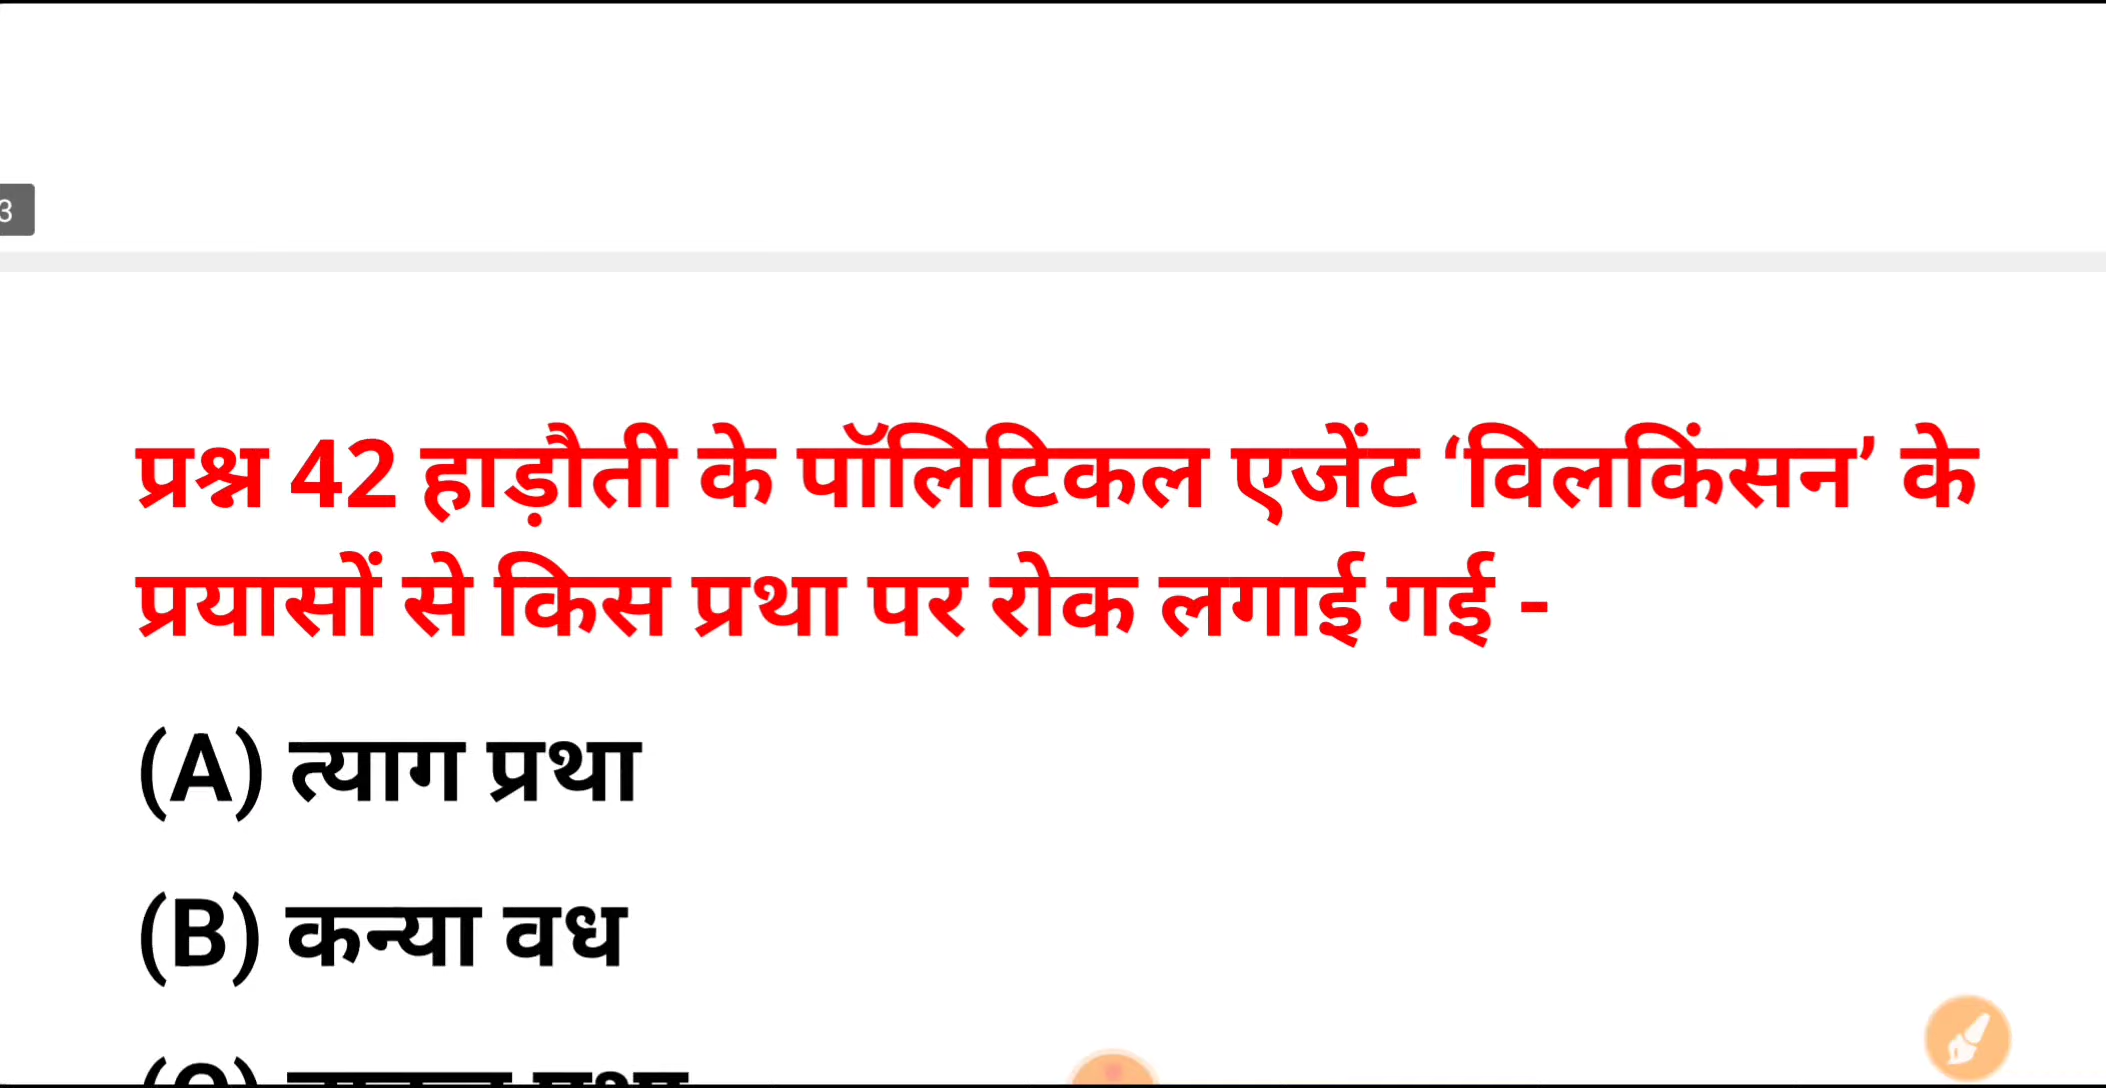 3
प्रश्न 42 हाड़ौती के पॉलिटिकल एजेंट ‘विलकिंसन’ के
प्रयासों से किस प्रथा पर रोक लगाई गई -
(A) त्याग प्रथा
(B) कन्या वध